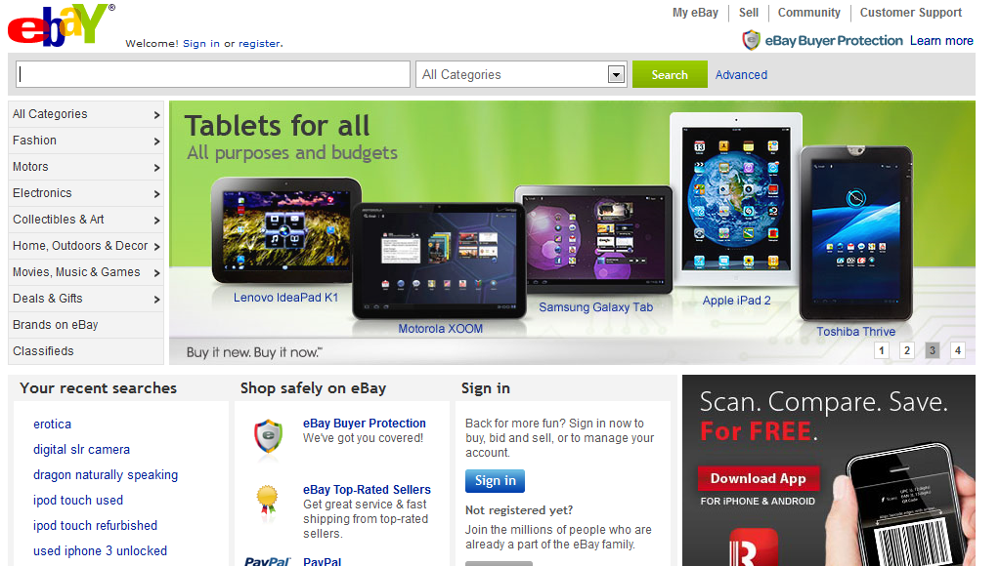 ebaY®
Welcome! Sign in or register.
My eBay
Sell
Community
Customer Support
eBay Buyer Protection Learn more
All Categories
Search
Advanced
All Categories
Fashion
Motors
Electronics
Collectibles & Art
Home, Outdoors & Decor
Movies, Music & Games
Deals & Gifts
Brands on eBay
Classifieds
Tablets for all
All purposes and budgets
Lenovo IdeaPad K1
Motorola XOOM
Samsung Galaxy Tab
Apple iPad 2
Toshiba Thrive
Buy it new. Buy it now.™
1 2 3 4
Your recent searches
erotica
digital slr camera
dragon naturally speaking
ipod touch used
ipod touch refurbished
used iphone 3 unlocked
Shop safely on eBay
eBay Buyer Protection
We've got you covered!
eBay Top-Rated Sellers
Get great service & fast
shipping from top-rated
sellers.
PayPal PayPal
Sign in
Back for more fun? Sign in now to
buy, bid and sell, or to manage your
account.
Sign in
Not registered yet?
Join the millions of people who are
already a part of the eBay family.
Scan. Compare. Save.
For FREE.
Download App
FOR IPHONE & ANDROID